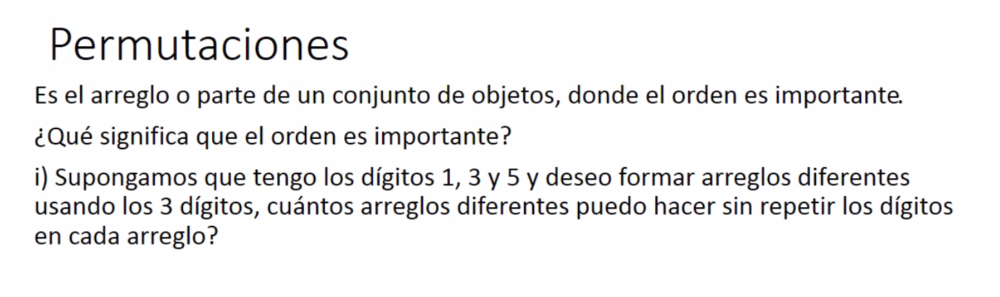 Permutaciones
Es el arreglo o parte de un conjunto de objetos, donde el orden es importante.
¿Qué significa que el orden es importante?
i) Supongamos que tengo los dígitos 1, 3 y 5 y deseo formar arreglos diferentes
usando los 3 dígitos, cuántos arreglos diferentes puedo hacer sin repetir los dígitos
en cada arreglo?